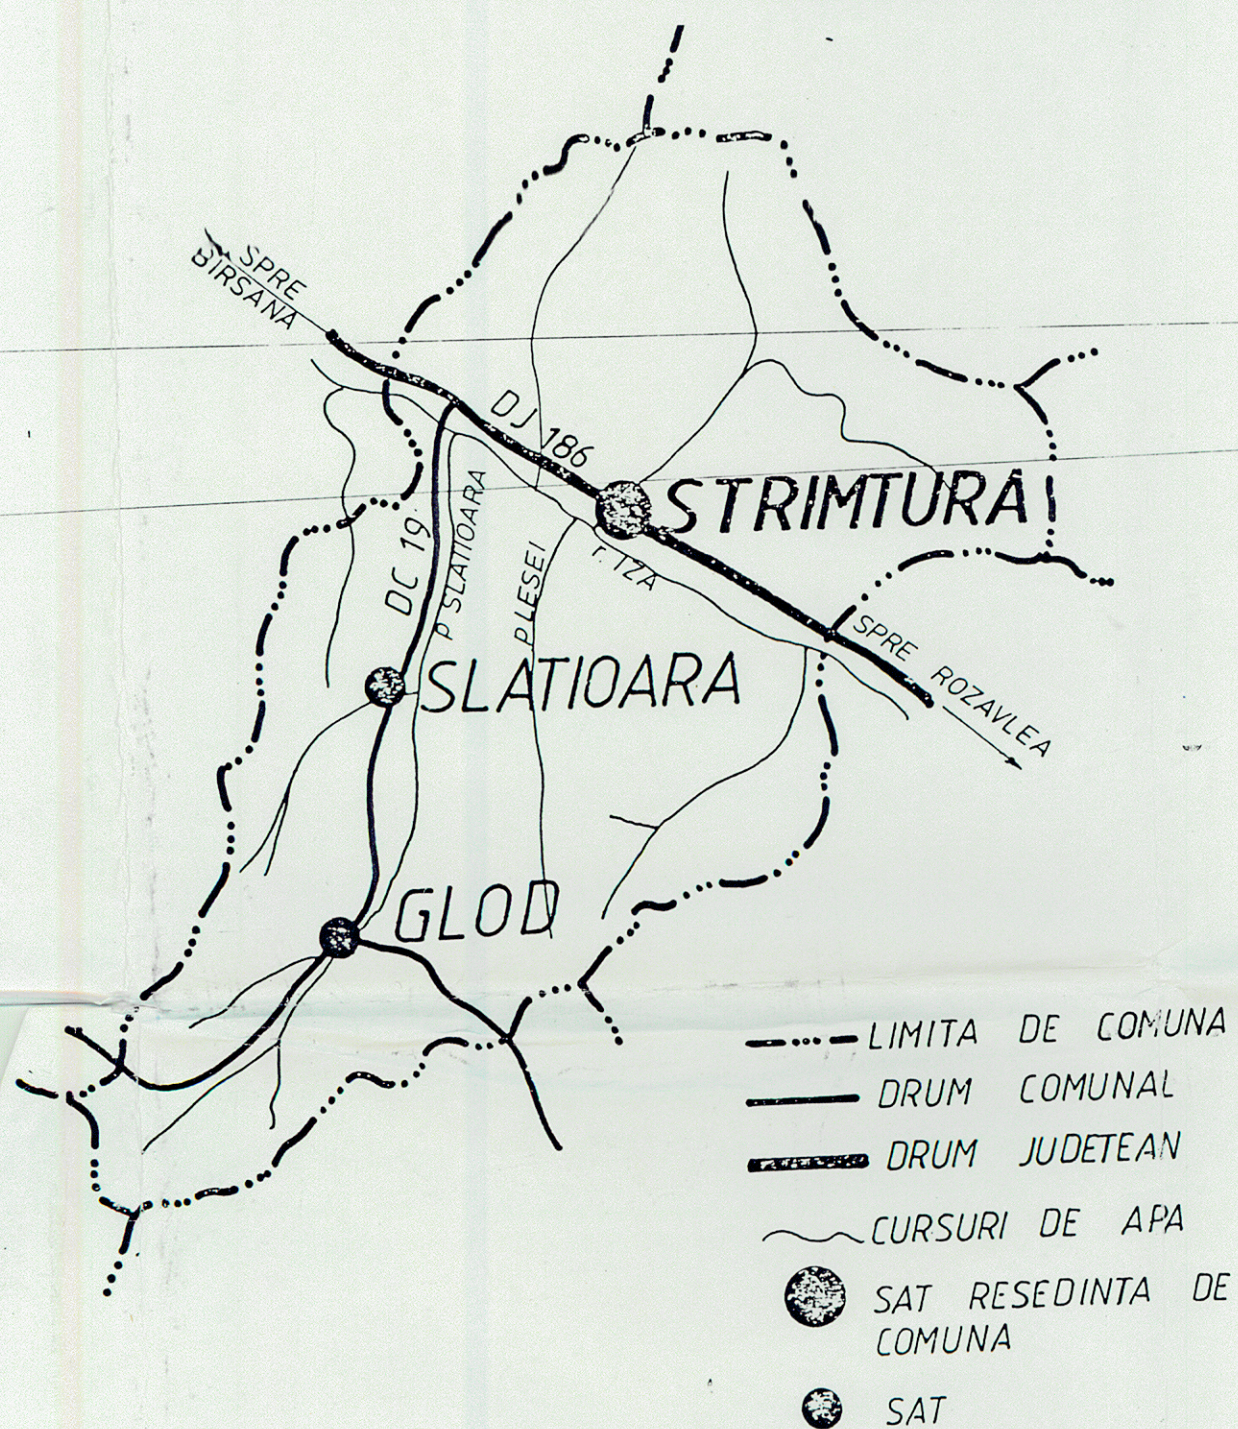 SPRE
BIRSANA
DJ 186
STRIMTURA
DC 19
P SLATIOARA
P LESEI
r. IZA
SPRE ROZAVLEA
SLATIOARA
GLOD
LIMITA DE COMUNA
DRUM COMUNAL
DRUM JUDETEAN
CURSURI DE APA
SAT RESEDINTA DE
COMUNA
SAT